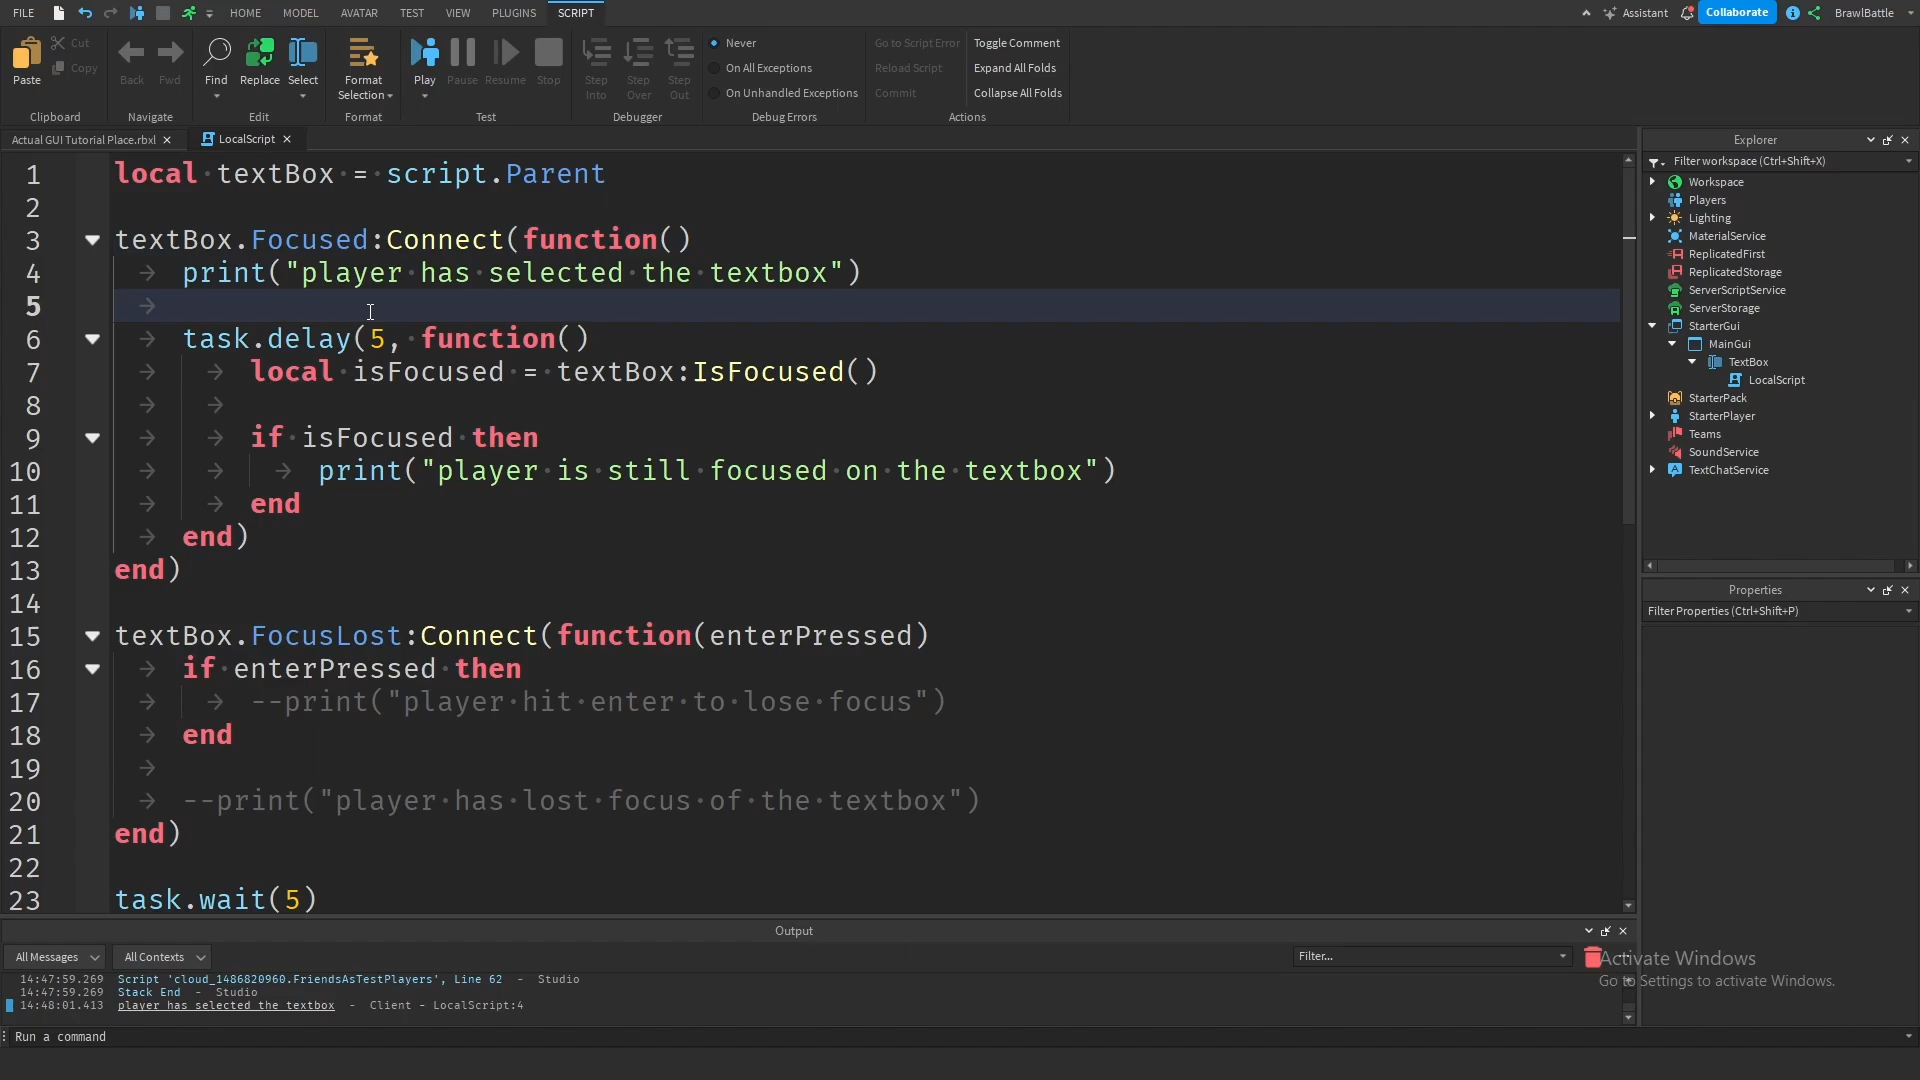 FILE HOME MODEL AVATAR TEST VIEW PLUGINS SCRIPT Assistant Collaborate BrawlBattle
Paste Cut Copy Back Fwd Find Replace Select Format Selection Play Pause Resume Stop Step Into Step Over Step Out
Never
On All Exceptions
On Unhandled Exceptions
Go to Script Error
Reload Script
Commit
Toggle Comment
Expand All Folds
Collapse All Folds
Clipboard Navigate Edit Format Test Debugger Debug Errors Actions
Actual GUI Tutorial Place.rbxl LocalScript
1 local textBox = script.Parent
2
3 textBox.Focused:Connect(function()
4 print("player has selected the textbox")
5
6 task.delay(5, function()
7 local isFocused = textBox:IsFocused()
8
9 if isFocused then
10 print("player is still focused on the textbox")
11 end
12 end)
13 end)
14
15 textBox.FocusLost:Connect(function(enterPressed)
16 if enterPressed then
17 --print("player hit enter to lose focus")
18 end
19
20 --print("player has lost focus of the textbox")
21 end)
22
23 task.wait(5)
Explorer
Filter workspace (Ctrl+Shift+X)
Workspace
Players
Lighting
MaterialService
ReplicatedFirst
ReplicatedStorage
ServerScriptService
ServerStorage
StarterGui
MainGui
TextBox
LocalScript
StarterPack
StarterPlayer
Teams
SoundService
TextChatService
Properties
Filter Properties (Ctrl+Shift+P)
Output
All Messages All Contexts Filter...
14:47:59.269 Script 'cloud_1486820960.FriendsAsTestPlayers', Line 62 - Studio
14:47:59.269 Stack End - Studio
14:48:01.413 player has selected the textbox - Client - LocalScript:4
Activate Windows
Go to Settings to activate Windows.
Run a command